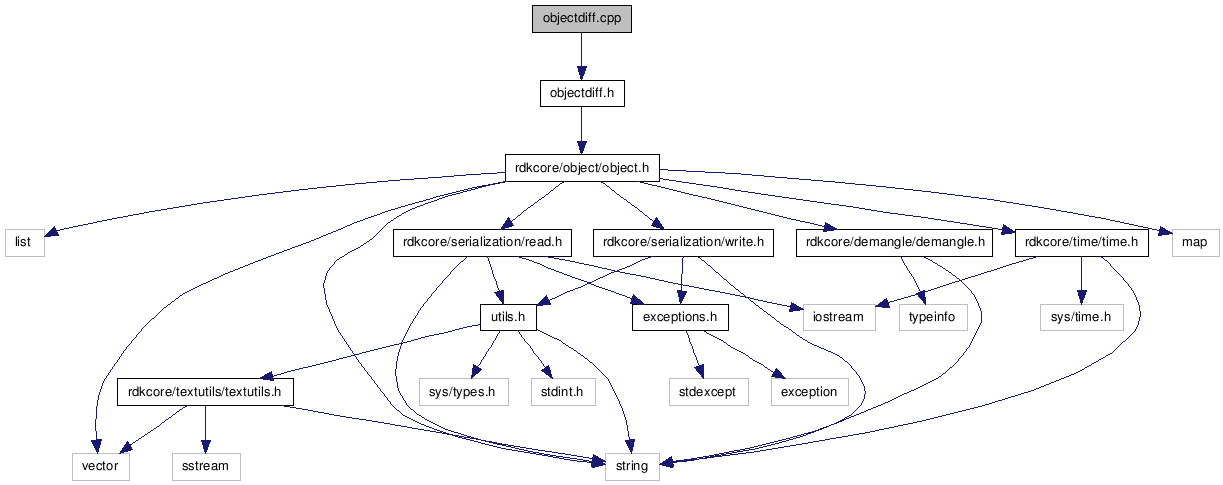 objectdiff.cpp
objectdiff.h
rdkcore/object/object.h
list
rdkcore/serialization/read.h
rdkcore/serialization/write.h
rdkcore/demangle/demangle.h
rdkcore/time/time.h
map
utils.h
exceptions.h
iostream
typeinfo
sys/time.h
rdkcore/textutils/textutils.h
sys/types.h
stdint.h
stdexcept
exception
vector
sstream
string